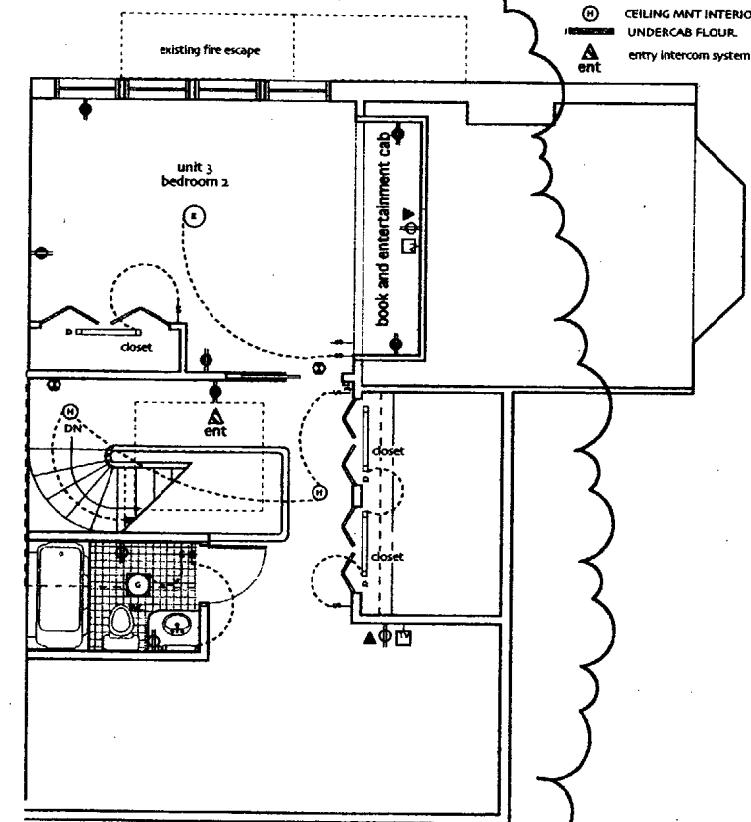 H CEILING MNT INTERIO
UNDERCAB FLOUR.
entry intercom system
ent
existing fire escape
unit 3
bedroom 2
E
book and entertainment cab
D
closet
H
DN
ent
closet
D
H
closet
D
G